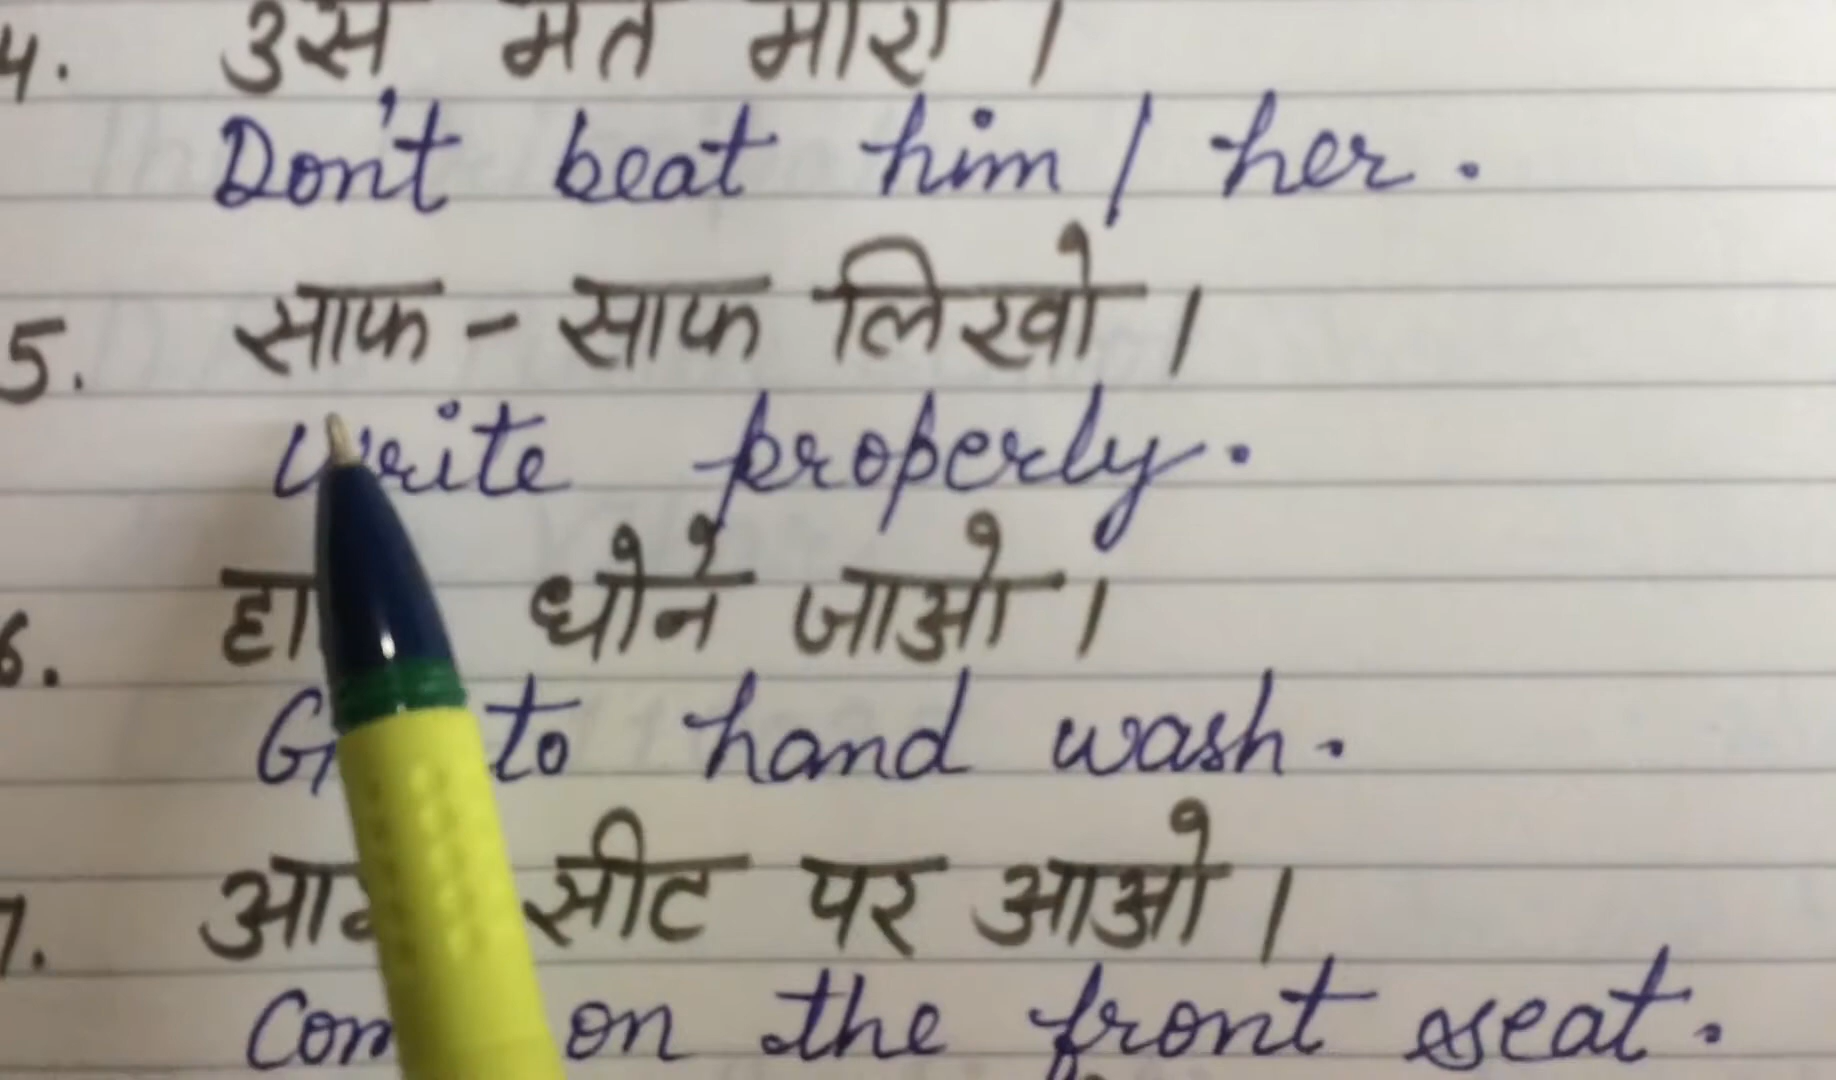 4. उसे मत मारो ।
Don't beat him / her.
5. साफ - साफ लिखो ।
Write properly.
6. धोने जाओ ।
to hand wash.
7. सीट पर आओ ।
on the front seat.